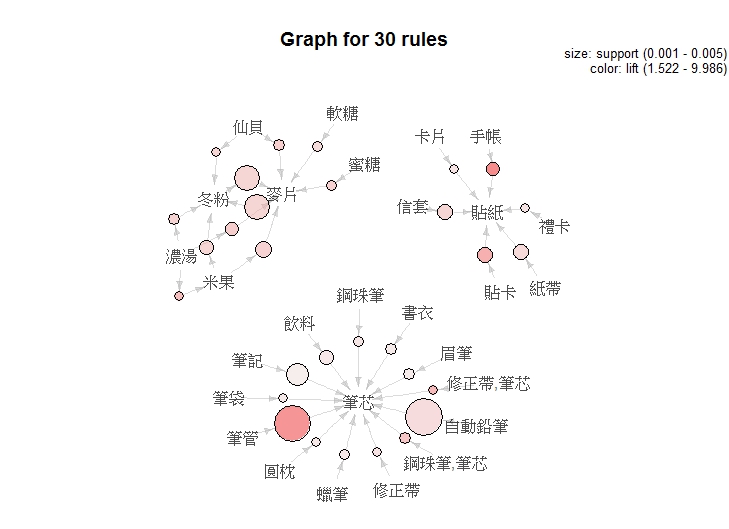 Graph for 30 rules
size: support (0.001 - 0.005)
color: lift (1.522 - 9.986)
仙貝
軟糖
蜜糖
麥片
冬粉
濃湯
米果
卡片
手帳
信套
貼紙
禮卡
貼卡
紙帶
鋼珠筆
書衣
飲料
眉筆
筆記
修正帶,筆芯
筆袋
筆芯
自動鉛筆
筆管
鋼珠筆,筆芯
圓枕
蠟筆
修正帶